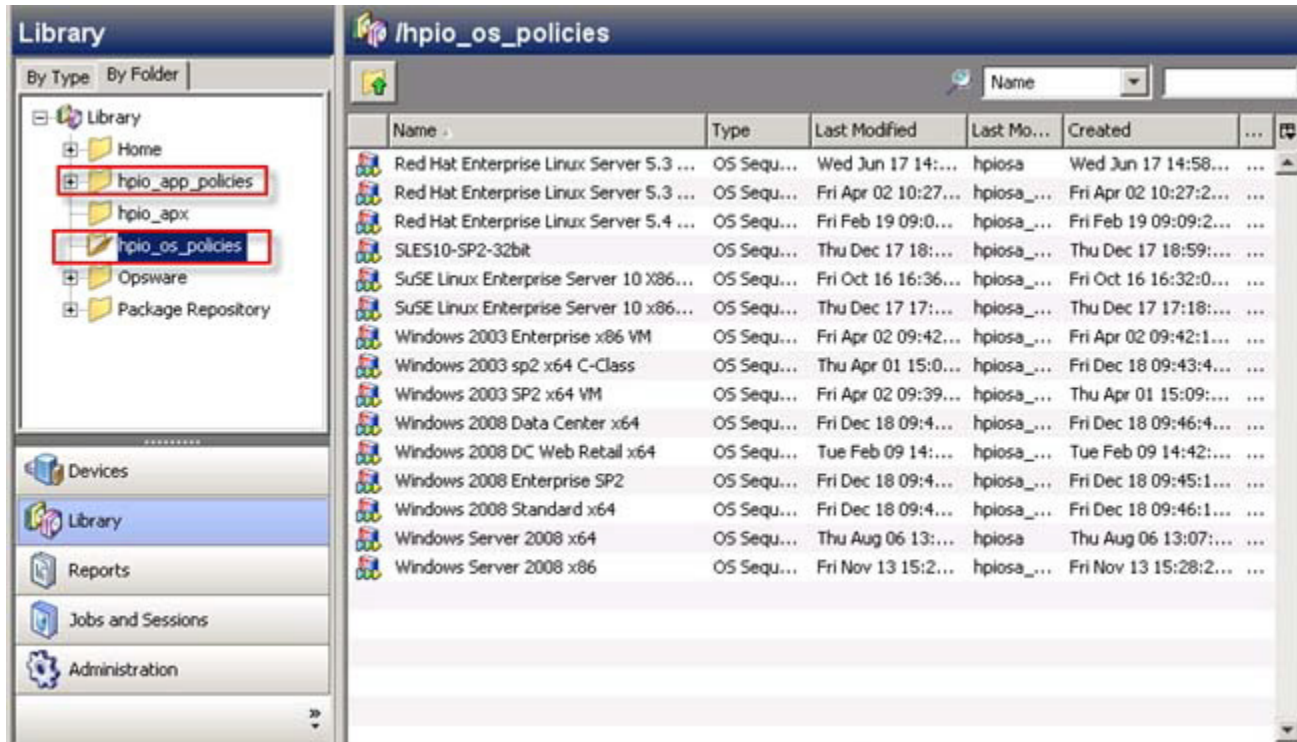 Library
By Type By Folder
Library
Home
hpio_app_policies
hpio_apx
hpio_os_policies
Opsware
Package Repository
Devices
Library
Reports
Jobs and Sessions
Administration
»
/hpio_os_policies
Name
Name Type Last Modified Last Mo... Created ...
Red Hat Enterprise Linux Server 5.3 ... OS Sequ... Wed Jun 17 14:... hpiosa Wed Jun 17 14:58... ...
Red Hat Enterprise Linux Server 5.3 ... OS Sequ... Fri Apr 02 10:27... hpiosa_... Fri Apr 02 10:27:2... ...
Red Hat Enterprise Linux Server 5.4 ... OS Sequ... Fri Feb 19 09:0... hpiosa_... Fri Feb 19 09:09:2... ...
SLES10-SP2-32bit OS Sequ... Thu Dec 17 18:... hpiosa_... Thu Dec 17 18:59:... ...
SuSE Linux Enterprise Server 10 X86... OS Sequ... Fri Oct 16 16:36... hpiosa_... Fri Oct 16 16:32:0... ...
SuSE Linux Enterprise Server 10 x86... OS Sequ... Thu Dec 17 17:... hpiosa_... Thu Dec 17 17:18:... ...
Windows 2003 Enterprise x86 VM OS Sequ... Fri Apr 02 09:42... hpiosa_... Fri Apr 02 09:42:1... ...
Windows 2003 sp2 x64 C-Class OS Sequ... Thu Apr 01 15:0... hpiosa_... Fri Dec 18 09:43:4... ...
Windows 2003 SP2 x64 VM OS Sequ... Fri Apr 02 09:39... hpiosa_... Thu Apr 01 15:09:... ...
Windows 2008 Data Center x64 OS Sequ... Fri Dec 18 09:4... hpiosa_... Fri Dec 18 09:46:4... ...
Windows 2008 DC Web Retail x64 OS Sequ... Tue Feb 09 14:... hpiosa_... Tue Feb 09 14:42:... ...
Windows 2008 Enterprise SP2 OS Sequ... Fri Dec 18 09:4... hpiosa_... Fri Dec 18 09:45:1... ...
Windows 2008 Standard x64 OS Sequ... Fri Dec 18 09:4... hpiosa_... Fri Dec 18 09:46:1... ...
Windows Server 2008 x64 OS Sequ... Thu Aug 06 13:... hpiosa Thu Aug 06 13:07:... ...
Windows Server 2008 x86 OS Sequ... Fri Nov 13 15:2... hpiosa_... Fri Nov 13 15:28:2... ...